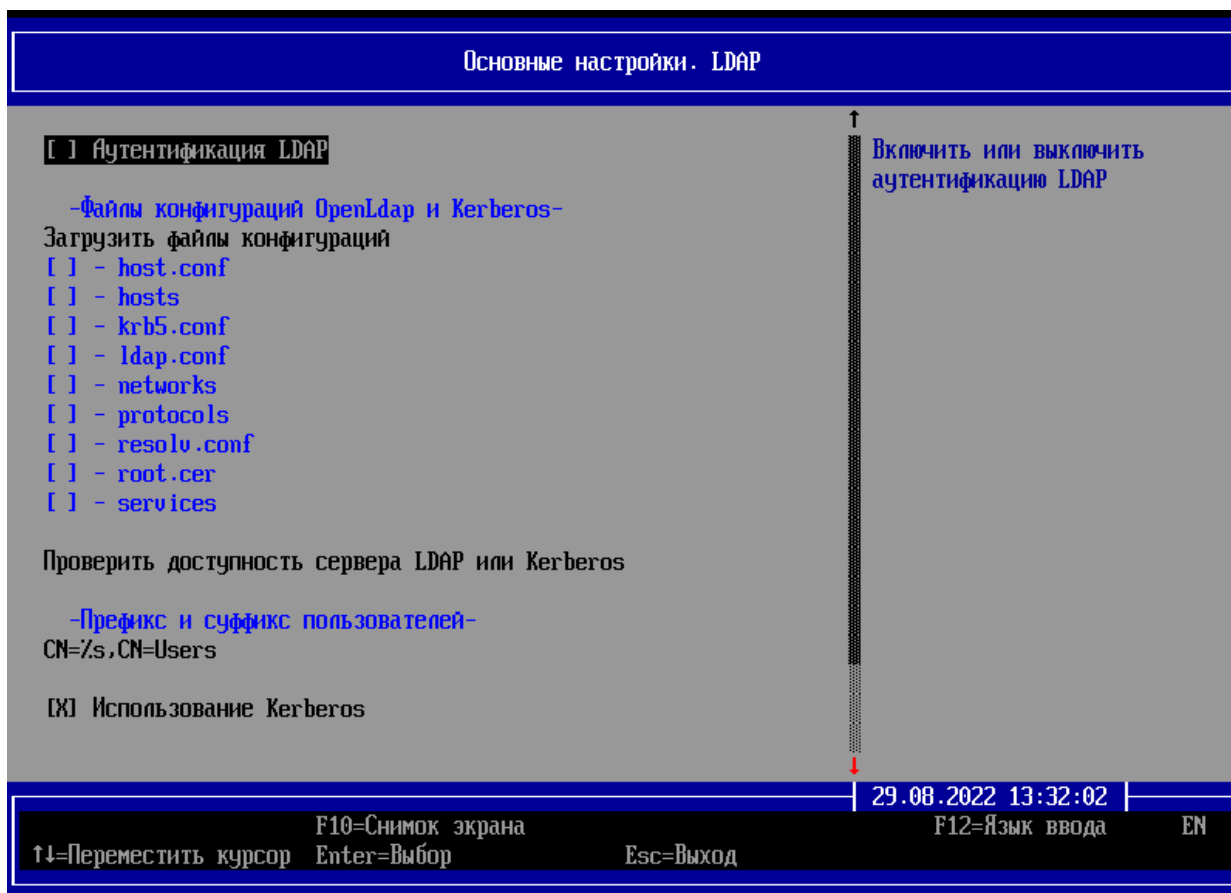 Основные настройки. LDAP
[ ] Аутентификация LDAP
Включить или выключить
аутентификацию LDAP
-Файлы конфигураций OpenLdap и Kerberos-
Загрузить файлы конфигураций
[ ] - host.conf
[ ] - hosts
[ ] - krb5.conf
[ ] - ldap.conf
[ ] - networks
[ ] - protocols
[ ] - resolv.conf
[ ] - root.cer
[ ] - services
Проверить доступность сервера LDAP или Kerberos
-Префикс и суффикс пользователей-
CN=%s,CN=Users
[X] Использование Kerberos
29.08.2022 13:32:02
F10=Снимок экрана F12=Язык ввода EN
↑↓=Переместить курсор Enter=Выбор Esc=Выход